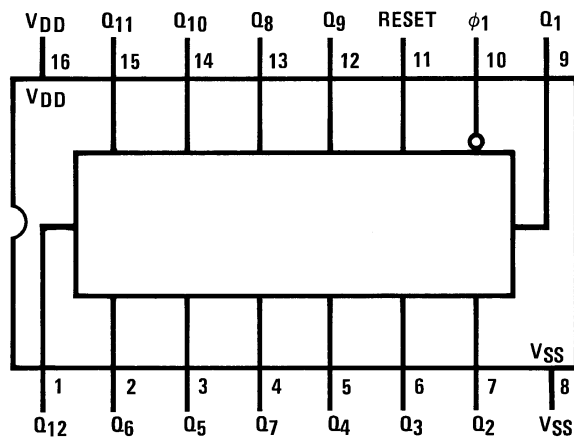 VDD Q11 Q10 Q8 Q9 RESET ϕ1 Q1
16 15 14 13 12 11 10 9
VDD
VSS
1 2 3 4 5 6 7 8
Q12 Q6 Q5 Q7 Q4 Q3 Q2 VSS